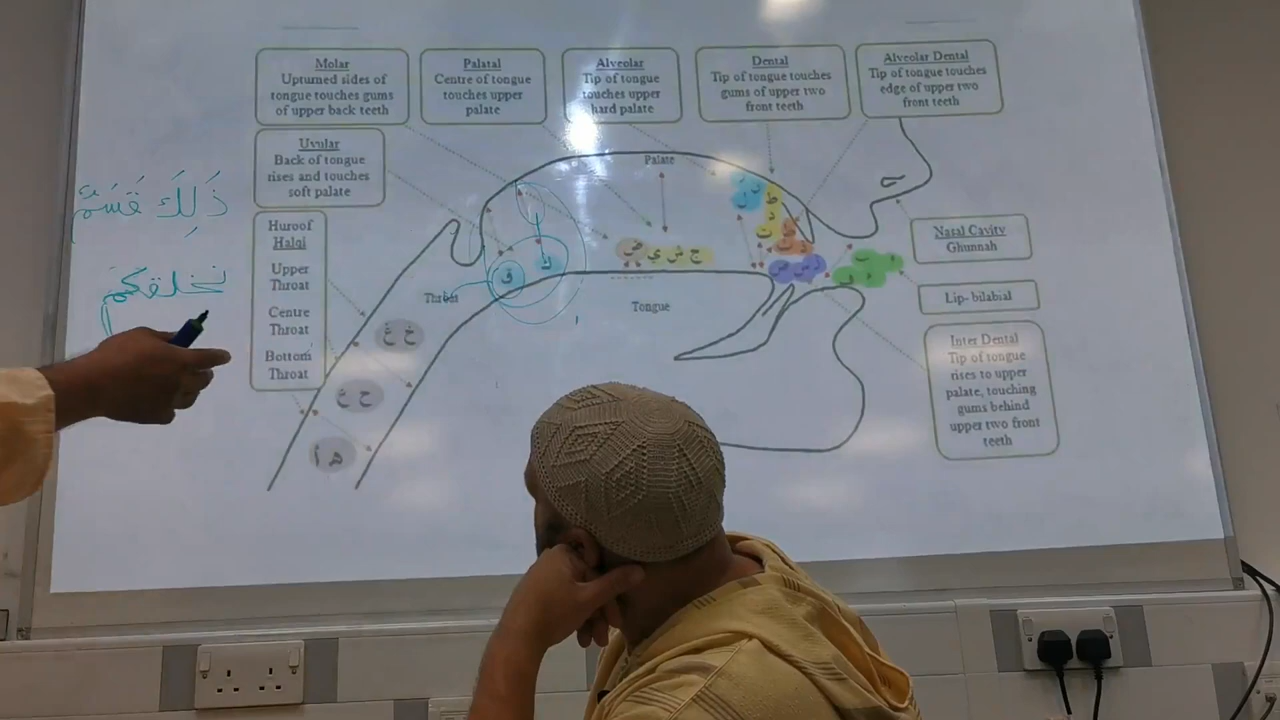 Molar
Upturned sides of
tongue touches gums
of upper back teeth
Palatal
Centre of tongue
touches upper
palate
Alveolar
Tip of tongue
touches upper
hard palate
Dental
Tip of tongue touches
gums of upper two
front teeth
Alveolar Dental
Tip of tongue touches
edge of upper two
front teeth
Uvular
Back of tongue
rises and touches
soft palate
Huroof
Halqi
Upper
Throat
Centre
Throat
Bottom
Throat
ذَلِكَ قَسَمٌ
نخلقكم
Palate
Throat
Tongue
ق
ك
ض
ج ش ي
ط
د
ت
خ غ
ح ع
ه ا
Nasal Cavity
Ghunnah
Lip- bilabial
Inter Dental
Tip of tongue
rises to upper
palate, touching
gums behind
upper two front
teeth